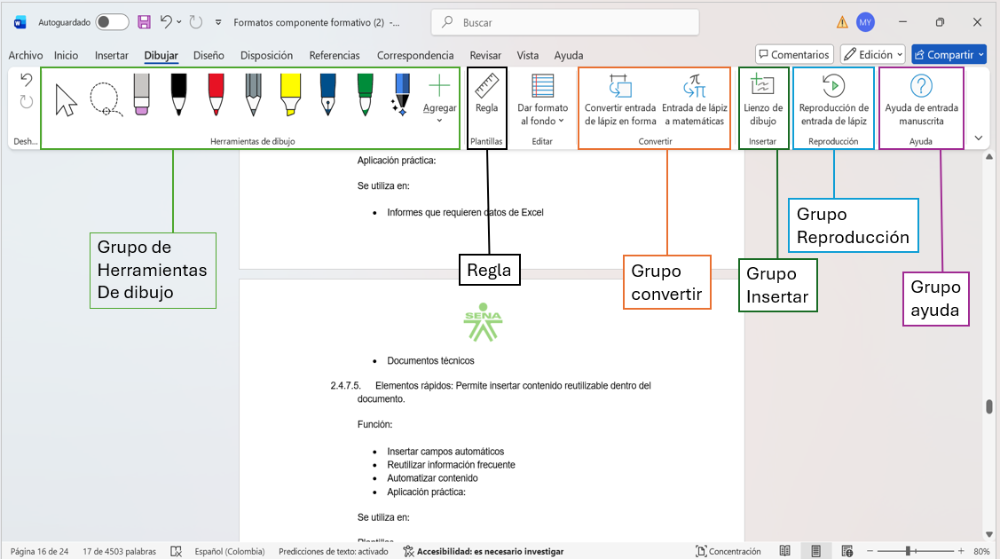 Autoguardado
Formatos componente formativo (2) -...
Buscar
MY
Archivo Inicio Insertar Dibujar Diseño Disposición Referencias Correspondencia Revisar Vista Ayuda
Comentarios
Edición
Compartir
Agregar
Regla
Dar formato
al fondo
Convertir entrada
de lápiz en forma
Entrada de lápiz
a matemáticas
Lienzo de
dibujo
Reproducción de
entrada de lápiz
Ayuda de entrada
manuscrita
Desh...
Herramientas de dibujo
Plantillas
Editar
Convertir
Insertar
Reproducción
Ayuda
Aplicación práctica:
Se utiliza en:
• Informes que requieren datos de Excel
Grupo de
Herramientas
De dibujo
Regla
Grupo
convertir
Grupo
Insertar
Grupo
Reproducción
Grupo
ayuda
SENA
• Documentos técnicos
2.4.7.5. Elementos rápidos: Permite insertar contenido reutilizable dentro del
documento.
Función:
• Insertar campos automáticos
• Reutilizar información frecuente
• Automatizar contenido
• Aplicación práctica:
Se utiliza en:
Plantillas
Página 16 de 24 17 de 4503 palabras Español (Colombia) Predicciones de texto: activado Accesibilidad: es necesario investigar Concentración 80%